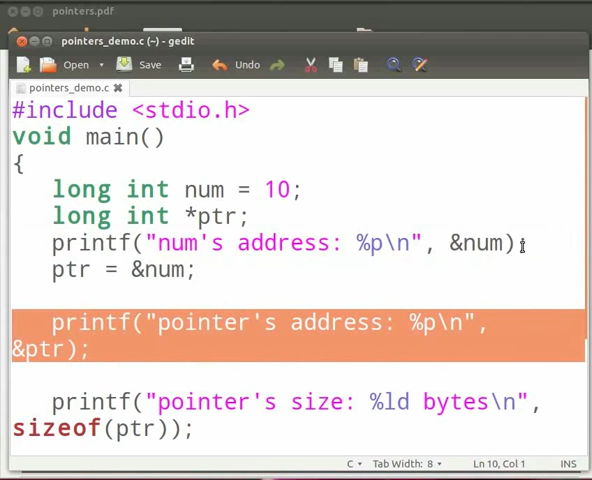 pointers.pdf
pointers_demo.c (~) - gedit
Open Save Undo
pointers_demo.c
#include <stdio.h>
void main()
{
long int num = 10;
long int *ptr;
printf("num's address: %p\n", &num);
ptr = &num;
printf("pointer's address: %p\n",
&ptr);
printf("pointer's size: %ld bytes\n",
sizeof(ptr));
C Tab Width: 8 Ln 10, Col 1 INS